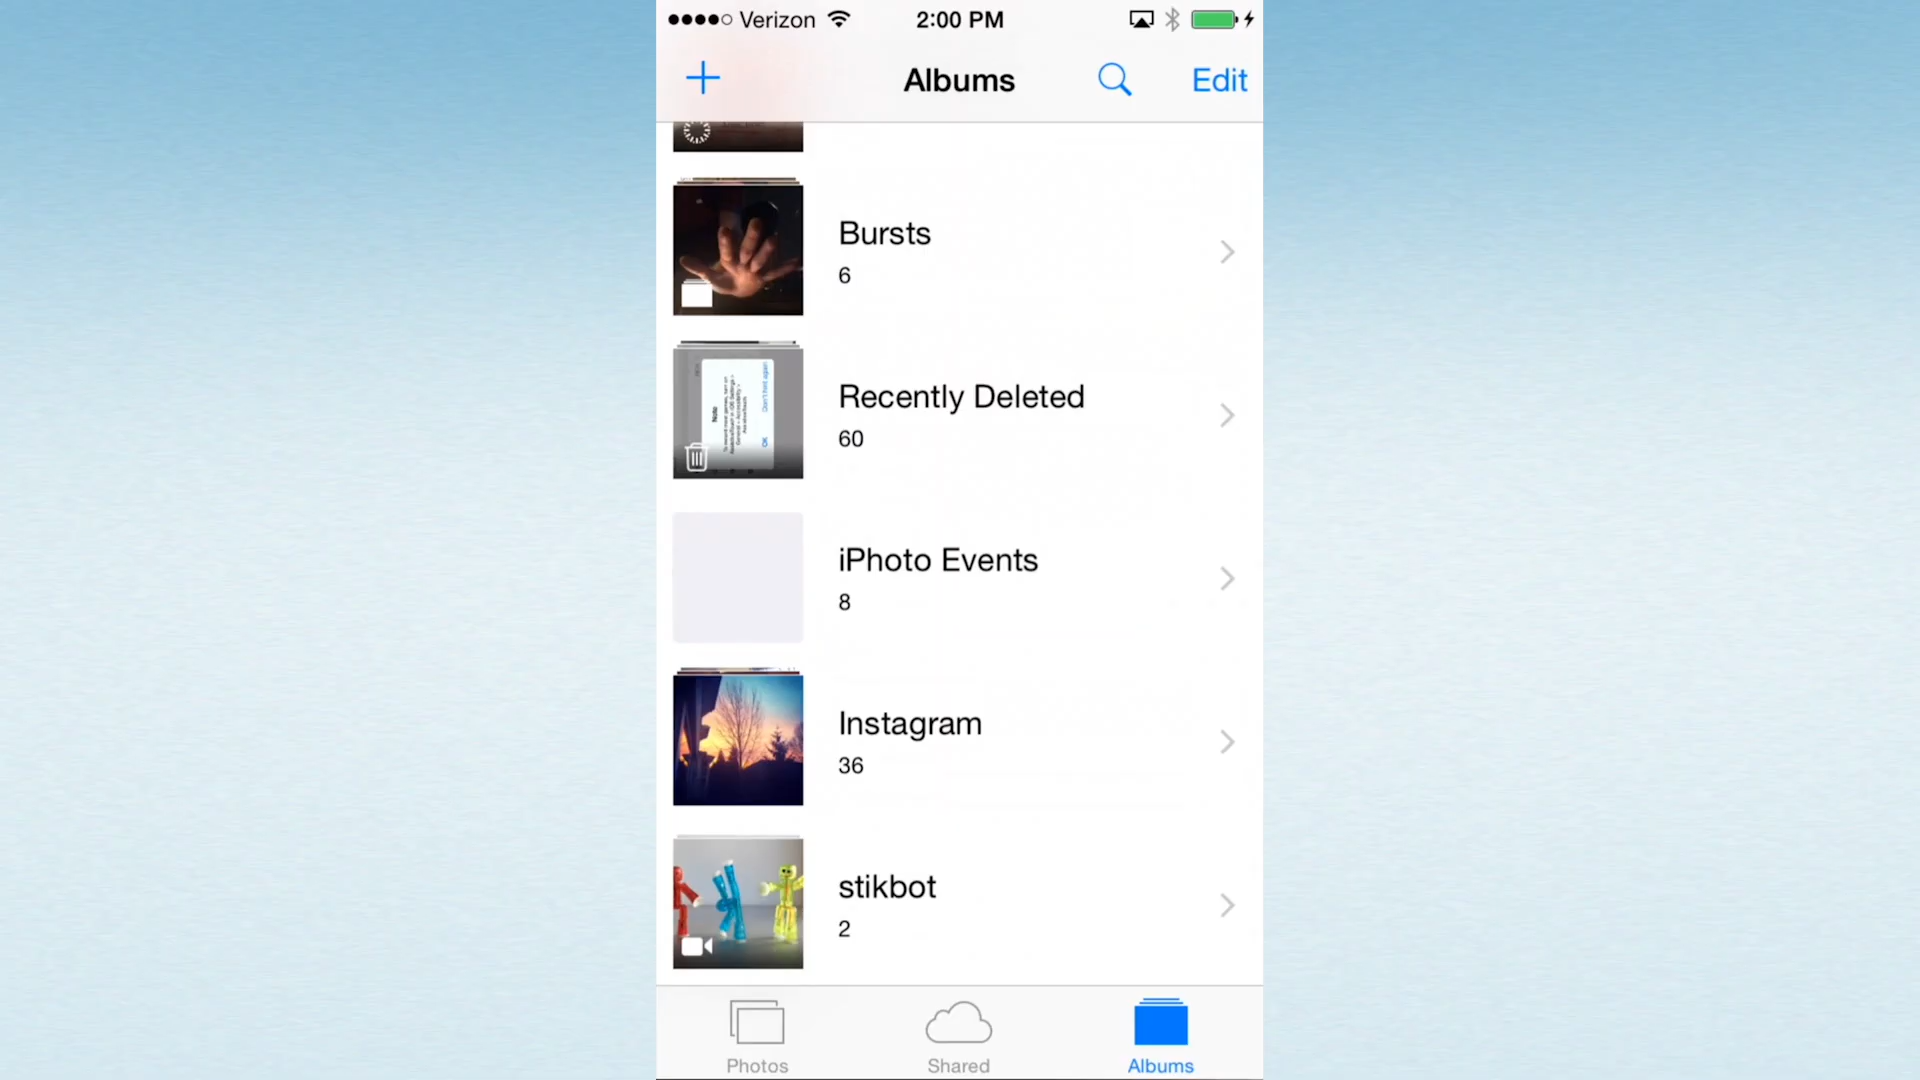 Verizon 2:00 PM
Albums Edit
Bursts
6
Recently Deleted
60
iPhoto Events
8
Instagram
36
stikbot
2
Photos Shared Albums